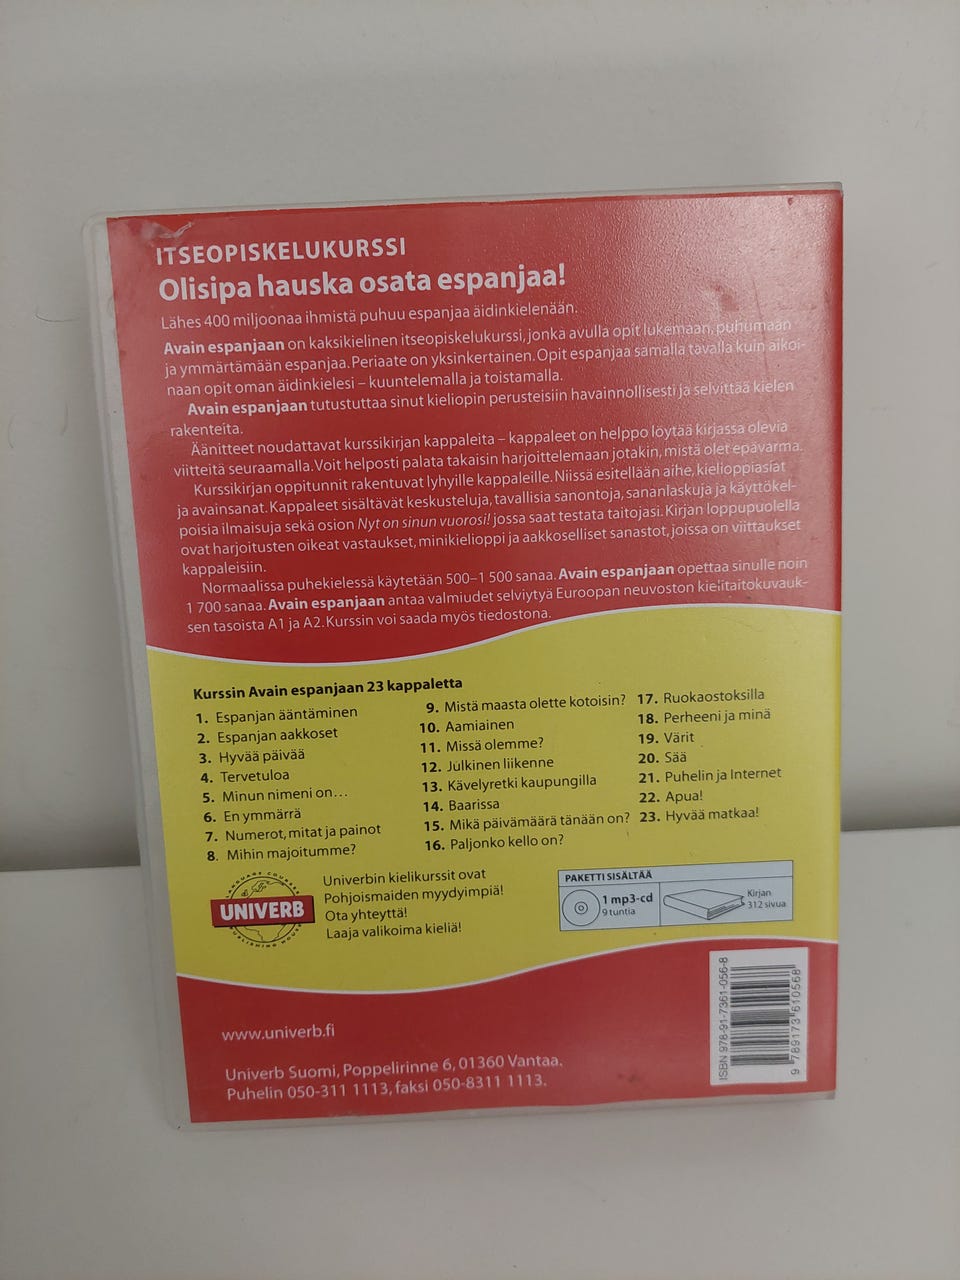 ITSEOPISKELUKURSSI
Olisipa hauska osata espanjaa!
Lähes 400 miljoonaa ihmistä puhuu espanjaa äidinkielenään.
Avain espanjaan on kaksikielinen itseopiskelukurssi, jonka avulla opit lukemaan, puhumaan
ja ymmärtämään espanjaa. Periaate on yksinkertainen. Opit espanjaa samalla tavalla kuin aikoi-
naan opit oman äidinkielesi – kuuntelemalla ja toistamalla.
Avain espanjaan tutustuttaa sinut kieliopin perusteisiin havainnollisesti ja selvittää kielen
rakenteita.
Äänitteet noudattavat kurssikirjan kappaleita – kappaleet on helppo löytää kirjassa olevia
viitteitä seuraamalla. Voit helposti palata takaisin harjoittelemaan jotakin, mistä olet epävarma.
Kurssikirjan oppitunnit rakentuvat lyhyille kappaleille. Niissä esitellään aihe, kielioppiasiat
ja avainsanat. Kappaleet sisältävät keskusteluja, tavallisia sanontoja, sananlaskuja ja käyttökel-
poisia ilmaisuja sekä osion Nyt on sinun vuorosi! jossa saat testata taitojasi. Kirjan loppupuolella
ovat harjoitusten oikeat vastaukset, minikielioppi ja aakkoselliset sanastot, joissa on viittaukset
kappaleisiin.
Normaalissa puhekielessä käytetään 500–1 500 sanaa. Avain espanjaan opettaa sinulle noin
1 700 sanaa. Avain espanjaan antaa valmiudet selviytyä Euroopan neuvoston kielitaitokuvauk-
sen tasoista A1 ja A2. Kurssin voi saada myös tiedostona.
Kurssin Avain espanjaan 23 kappaletta
1. Espanjan ääntäminen
2. Espanjan aakkoset
3. Hyvää päivää
4. Tervetuloa
5. Minun nimeni on...
6. En ymmärrä
7. Numerot, mitat ja painot
8. Mihin majoitumme?
9. Mistä maasta olette kotoisin?
10. Aamiainen
11. Missä olemme?
12. Julkinen liikenne
13. Kävelyretki kaupungilla
14. Baarissa
15. Mikä päivämäärä tänään on?
16. Paljonko kello on?
17. Ruokaostoksilla
18. Perheeni ja minä
19. Värit
20. Sää
21. Puhelin ja Internet
22. Apua!
23. Hyvää matkaa!
LANGUAGE COURSES
UNIVERB
PUBLISHING HOUSE
Univerbin kielikurssit ovat
Pohjoismaiden myydyimpiä!
Ota yhteyttä!
Laaja valikoima kieliä!
PAKETTI SISÄLTÄÄ
1 mp3-cd
9 tuntia
Kirjan
312 sivua
www.univerb.fi
Univerb Suomi, Poppelirinne 6, 01360 Vantaa.
Puhelin 050-311 1113, faksi 050-8311 1113.
ISBN 978-91-7361-056-8
9 789173 610568